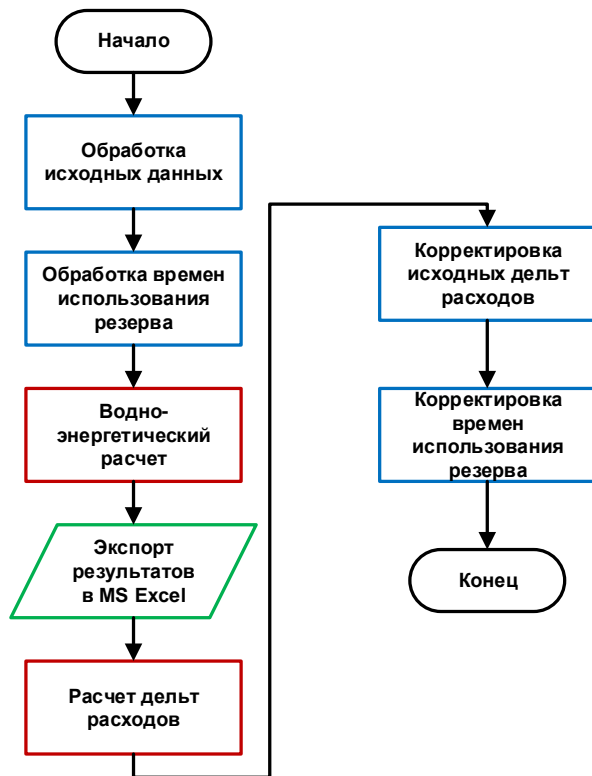 Начало
Обработка
исходных данных
Обработка времен
использования
резерва
Водно-
энергетический
расчет
Экспорт
результатов
в MS Excel
Расчет дельт
расходов
Корректировка
исходных дельт
расходов
Корректировка
времен
использования
резерва
Конец